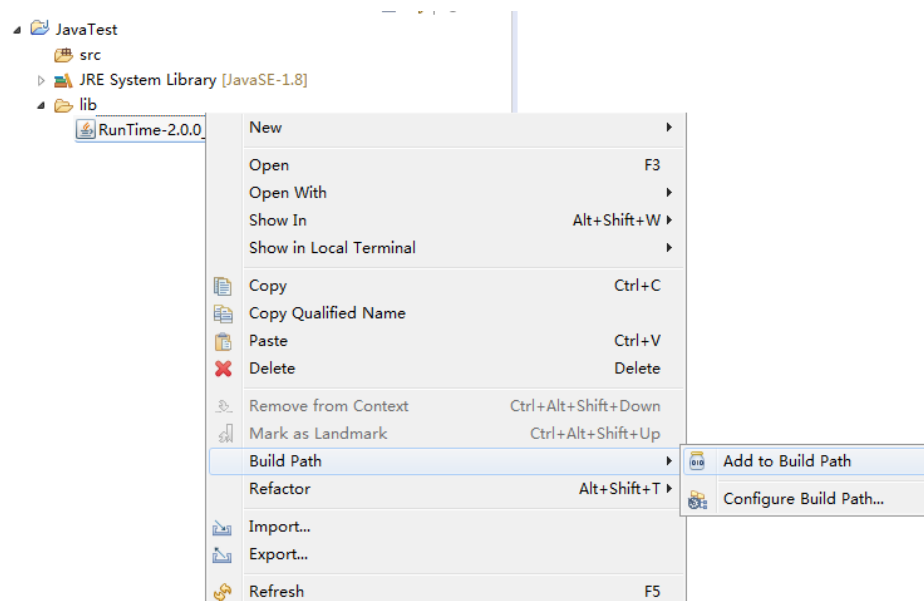 JavaTest
src
JRE System Library [JavaSE-1.8]
lib
RunTime-2.0.0_
New
Open F3
Open With
Show In Alt+Shift+W
Show in Local Terminal
Copy Ctrl+C
Copy Qualified Name
Paste Ctrl+V
Delete Delete
Remove from Context Ctrl+Alt+Shift+Down
Mark as Landmark Ctrl+Alt+Shift+Up
Build Path
Add to Build Path
Refactor Alt+Shift+T
Configure Build Path...
Import...
Export...
Refresh F5